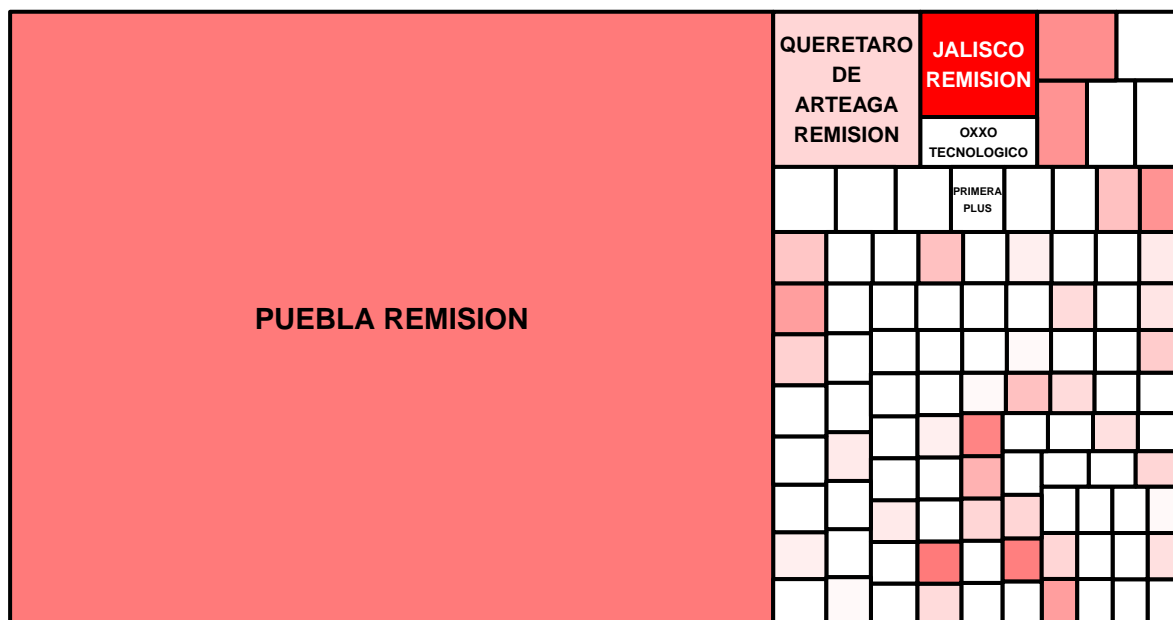 PUEBLA REMISION
QUERETARO
DE
ARTEAGA
REMISION
JALISCO
REMISION
OXXO
TECNOLOGICO
PRIMERA
PLUS